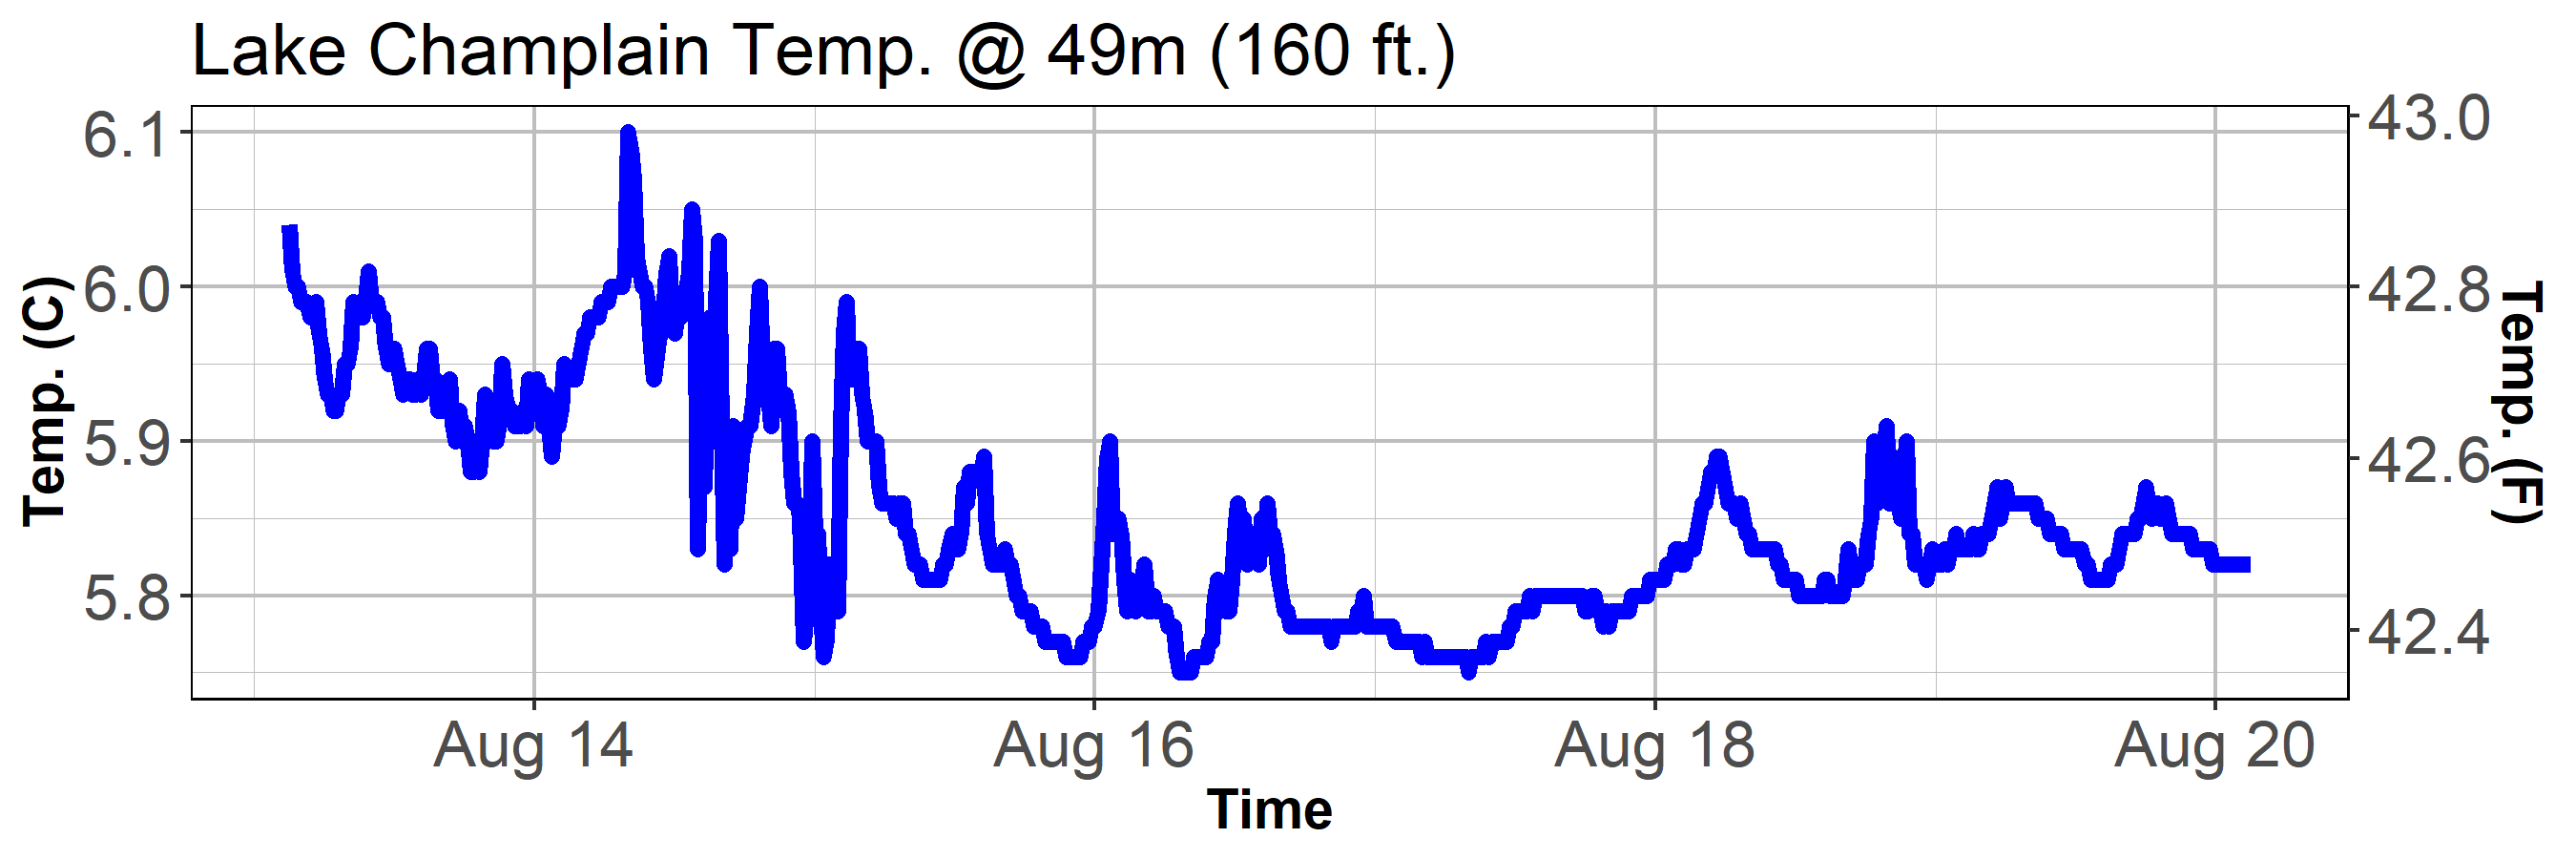 Lake Champlain Temp. @ 49m (160 ft.)
6.1
6.0
5.9
5.8
Temp. (C)
43.0
42.8
42.6
42.4
Temp. (F)
Aug 14 Aug 16 Aug 18 Aug 20
Time